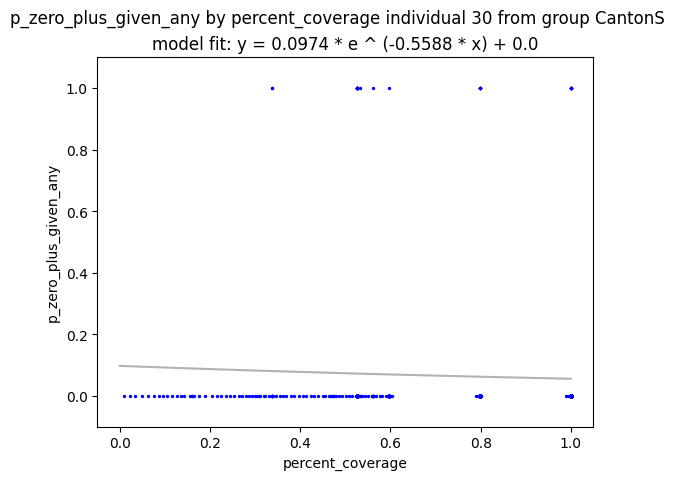 p_zero_plus_given_any by percent_coverage individual 30 from group CantonS
model fit: y = 0.0974 * e ^ (-0.5588 * x) + 0.0
1.0
0.8
0.6
0.4
0.2
0.0
p_zero_plus_given_any
0.0 0.2 0.4 0.6 0.8 1.0
percent_coverage